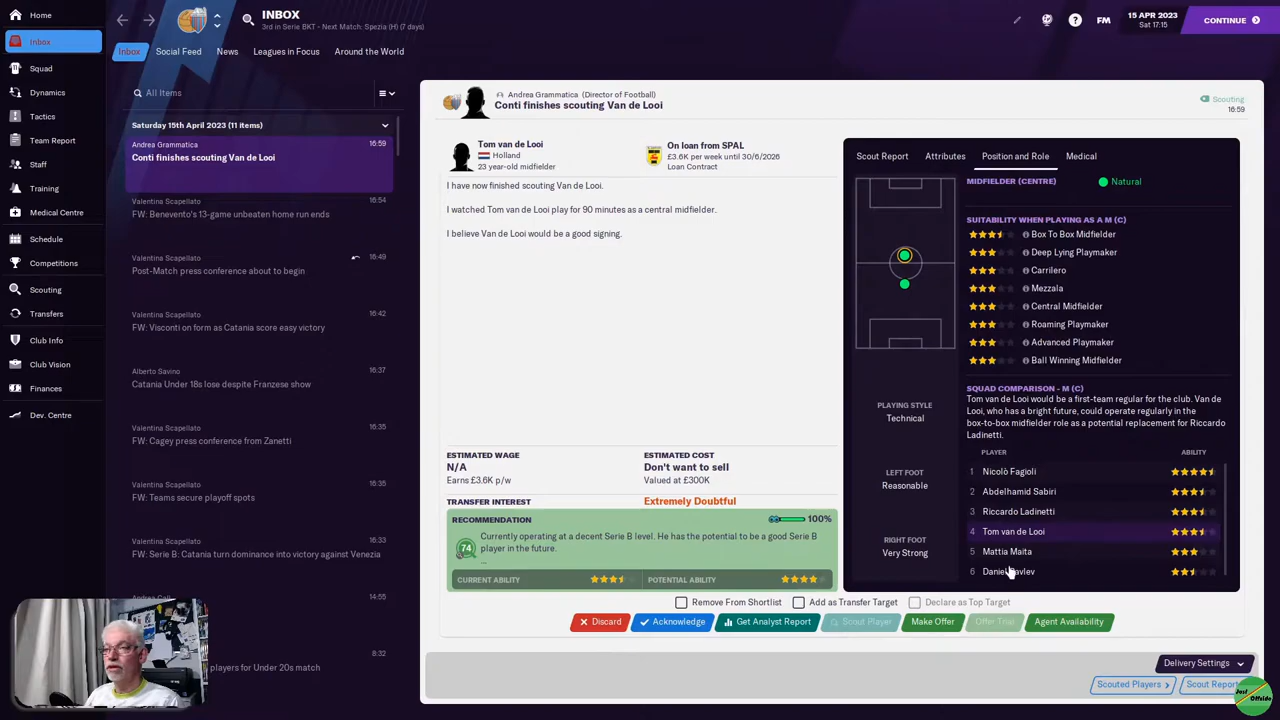 Home
Inbox
Squad
Dynamics
Tactics
Team Report
Staff
Training
Medical Centre
Schedule
Competitions
Scouting
Transfers
Club Info
Club Vision
Finances
Dev. Centre
INBOX
3rd in Serie BKT - Next Match: Spezia (H) (7 days)
FM
15 APR 2023
Sat 17:15
CONTINUE
Inbox
Social Feed
News
Leagues in Focus
Around the World
All Items
Saturday 15th April 2023 (11 items)
Andrea Grammatica 16:59
Conti finishes scouting Van de Looi
Valentina Scapellato 16:54
FW: Benevento's 13-game unbeaten home run ends
Valentina Scapellato 16:49
Post-Match press conference about to begin
Valentina Scapellato 16:42
FW: Visconti on form as Catania score easy victory
Alberto Savino 16:37
Catania Under 18s lose despite Franzese show
Valentina Scapellato 16:35
FW: Cagey press conference from Zanetti
Valentina Scapellato 16:35
FW: Teams secure playoff spots
Valentina Scapellato 16:33
FW: Serie B: Catania turn dominance into victory against Venezia
14:55
8:32
players for Under 20s match
Andrea Grammatica (Director of Football)
Conti finishes scouting Van de Looi
Scouting
16:59
Tom van de Looi
Holland
23 year-old midfielder
On loan from SPAL
£3.6K per week until 30/6/2026
Loan Contract
I have now finished scouting Van de Looi.
I watched Tom van de Looi play for 90 minutes as a central midfielder.
I believe Van de Looi would be a good signing.
ESTIMATED WAGE
N/A
Earns £3.6K p/w
ESTIMATED COST
Don't want to sell
Valued at £300K
TRANSFER INTEREST
Extremely Doubtful
RECOMMENDATION
100%
74
Currently operating at a decent Serie B level. He has the potential to be a good Serie B
player in the future.
...
CURRENT ABILITY
POTENTIAL ABILITY
Scout Report
Attributes
Position and Role
Medical
MIDFIELDER (CENTRE)
Natural
SUITABILITY WHEN PLAYING AS A M (C)
Box To Box Midfielder
Deep Lying Playmaker
Carrilero
Mezzala
Central Midfielder
Roaming Playmaker
Advanced Playmaker
Ball Winning Midfielder
PLAYING STYLE
Technical
LEFT FOOT
Reasonable
RIGHT FOOT
Very Strong
SQUAD COMPARISON - M (C)
Tom van de Looi would be a first-team regular for the club. Van de
Looi, who has a bright future, could operate regularly in the
box-to-box midfielder role as a potential replacement for Riccardo
Ladinetti.
PLAYER ABILITY
1 Nicolò Fagioli
2 Abdelhamid Sabiri
3 Riccardo Ladinetti
4 Tom van de Looi
5 Mattia Maita
6
Remove From Shortlist
Add as Transfer Target
Declare as Top Target
Discard
Acknowledge
Get Analyst Report
Scout Player
Make Offer
Offer Trial
Agent Availability
Delivery Settings
Scouted Players
Scout Report